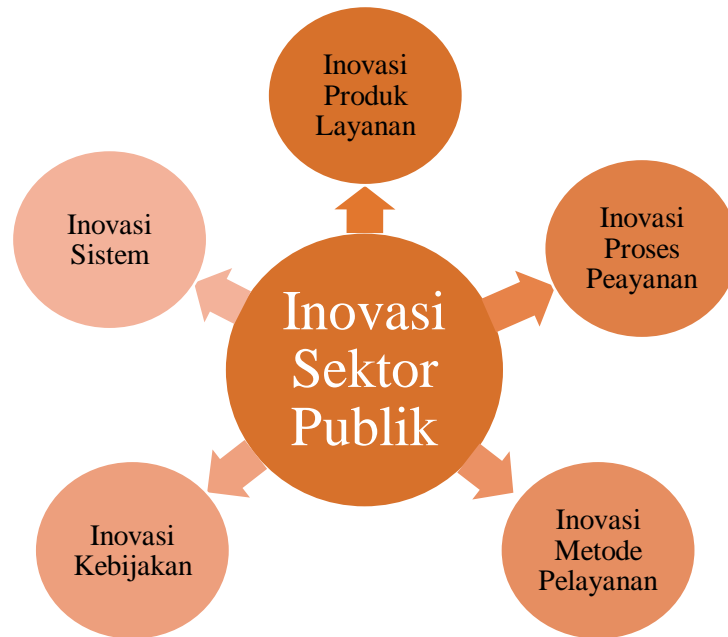 Inovasi
Produk
Layanan
Inovasi
Proses
Peayanan
Inovasi
Metode
Pelayanan
Inovasi
Kebijakan
Inovasi
Sistem
Inovasi
Sektor
Publik